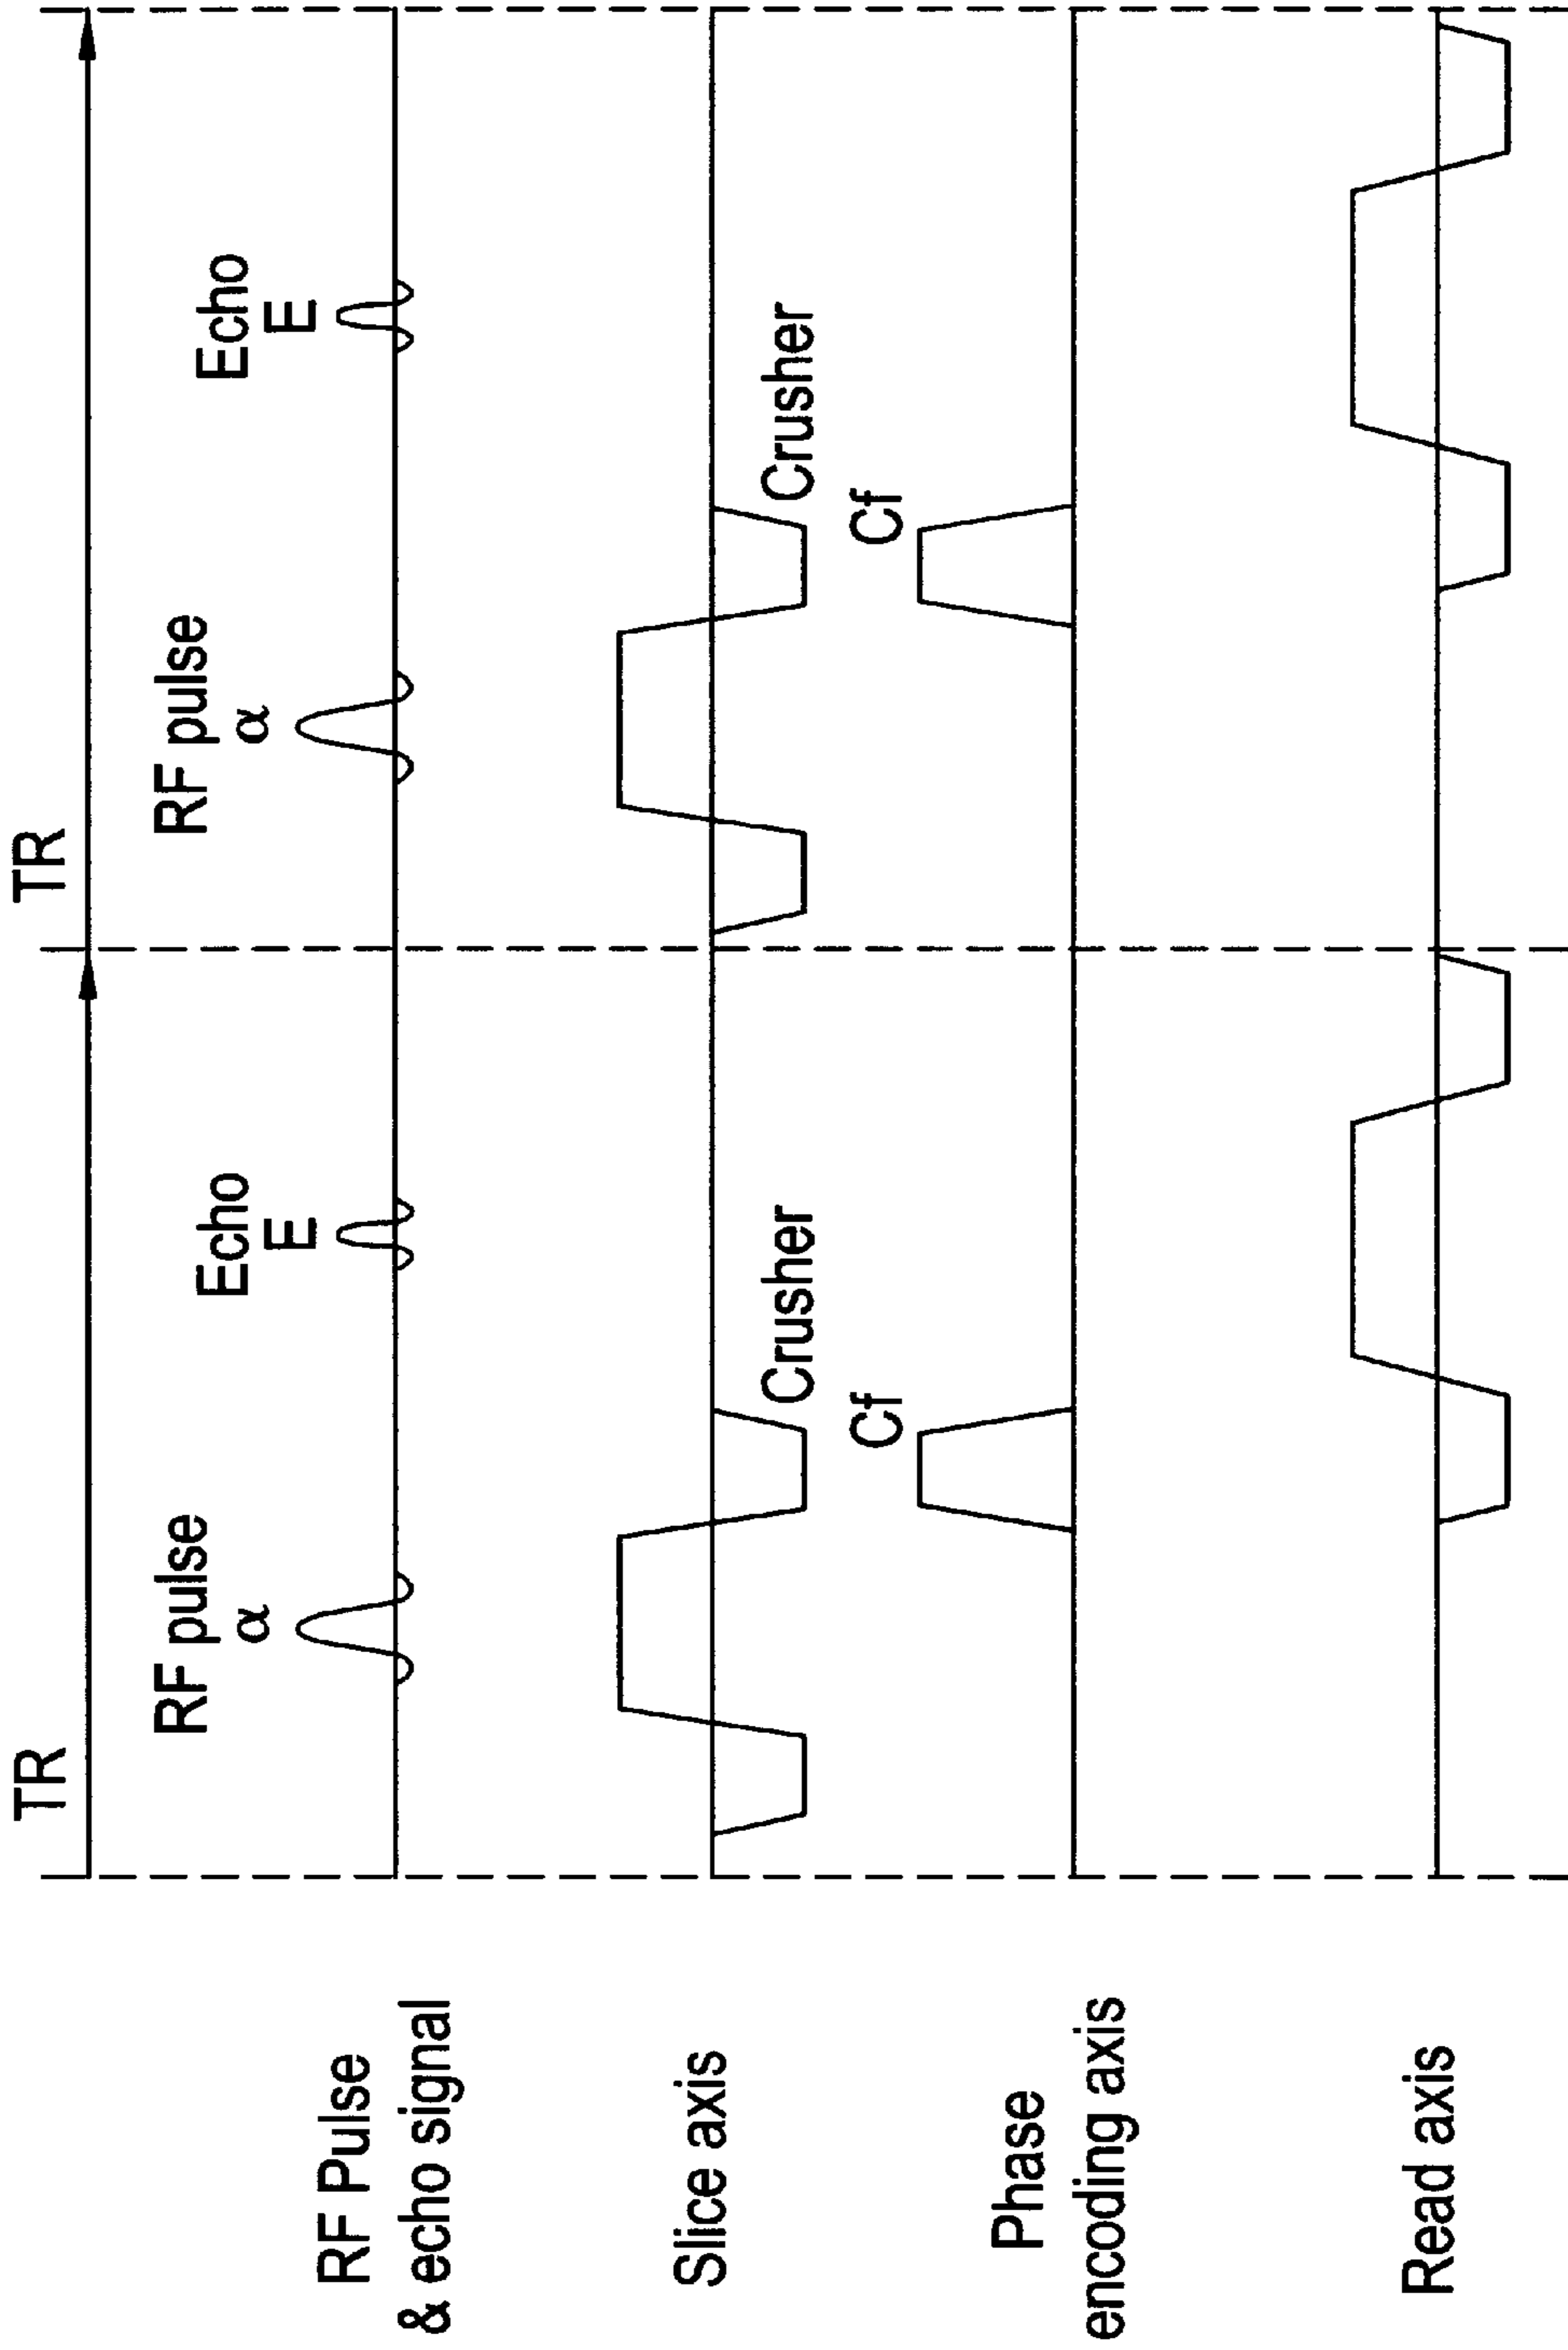 TR
TR
RF Pulse
& echo signal
RF pulse
α
Echo
E
RF pulse
α
Echo
E
Slice axis
Crusher
Crusher
Phase
encoding axis
Cf
Cf
Read axis